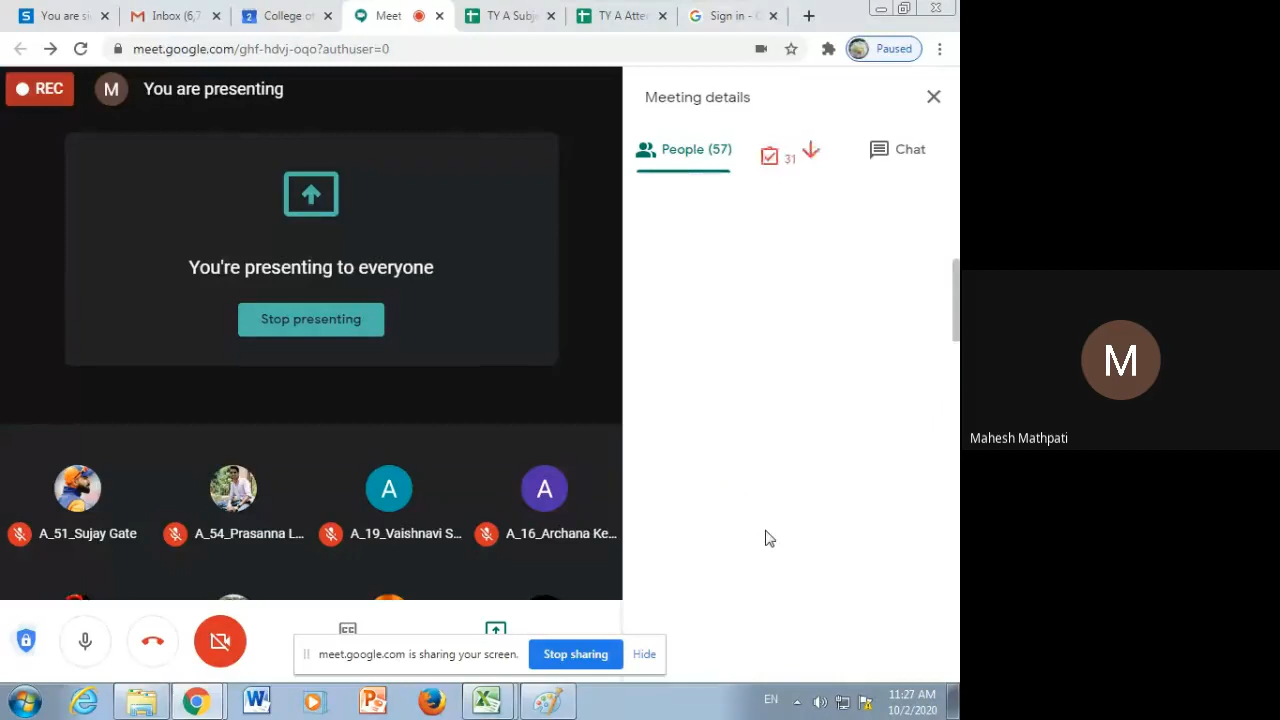 You are si
Inbox (6,7
College of
Meet
TY A Subj
TY A Atte
Sign in - G
meet.google.com/ghf-hdvj-oqo?authuser=0
Paused
REC
M
You are presenting
Meeting details
People (57)
31
Chat
You're presenting to everyone
Stop presenting
M
Mahesh Mathpati
A
A
A_51_Sujay Gate
A_54_Prasanna L...
A_19_Vaishnavi S...
A_16_Archana Ke...
meet.google.com is sharing your screen.
Stop sharing
Hide
EN
11:27 AM
10/2/2020